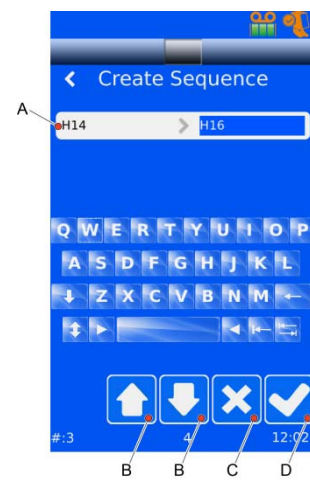 Create Sequence
A
H14 H16
Q W E R T Y U I O P
A S D F G H J K L
Z X C V B N M
#:3 4 12:02
B B C D